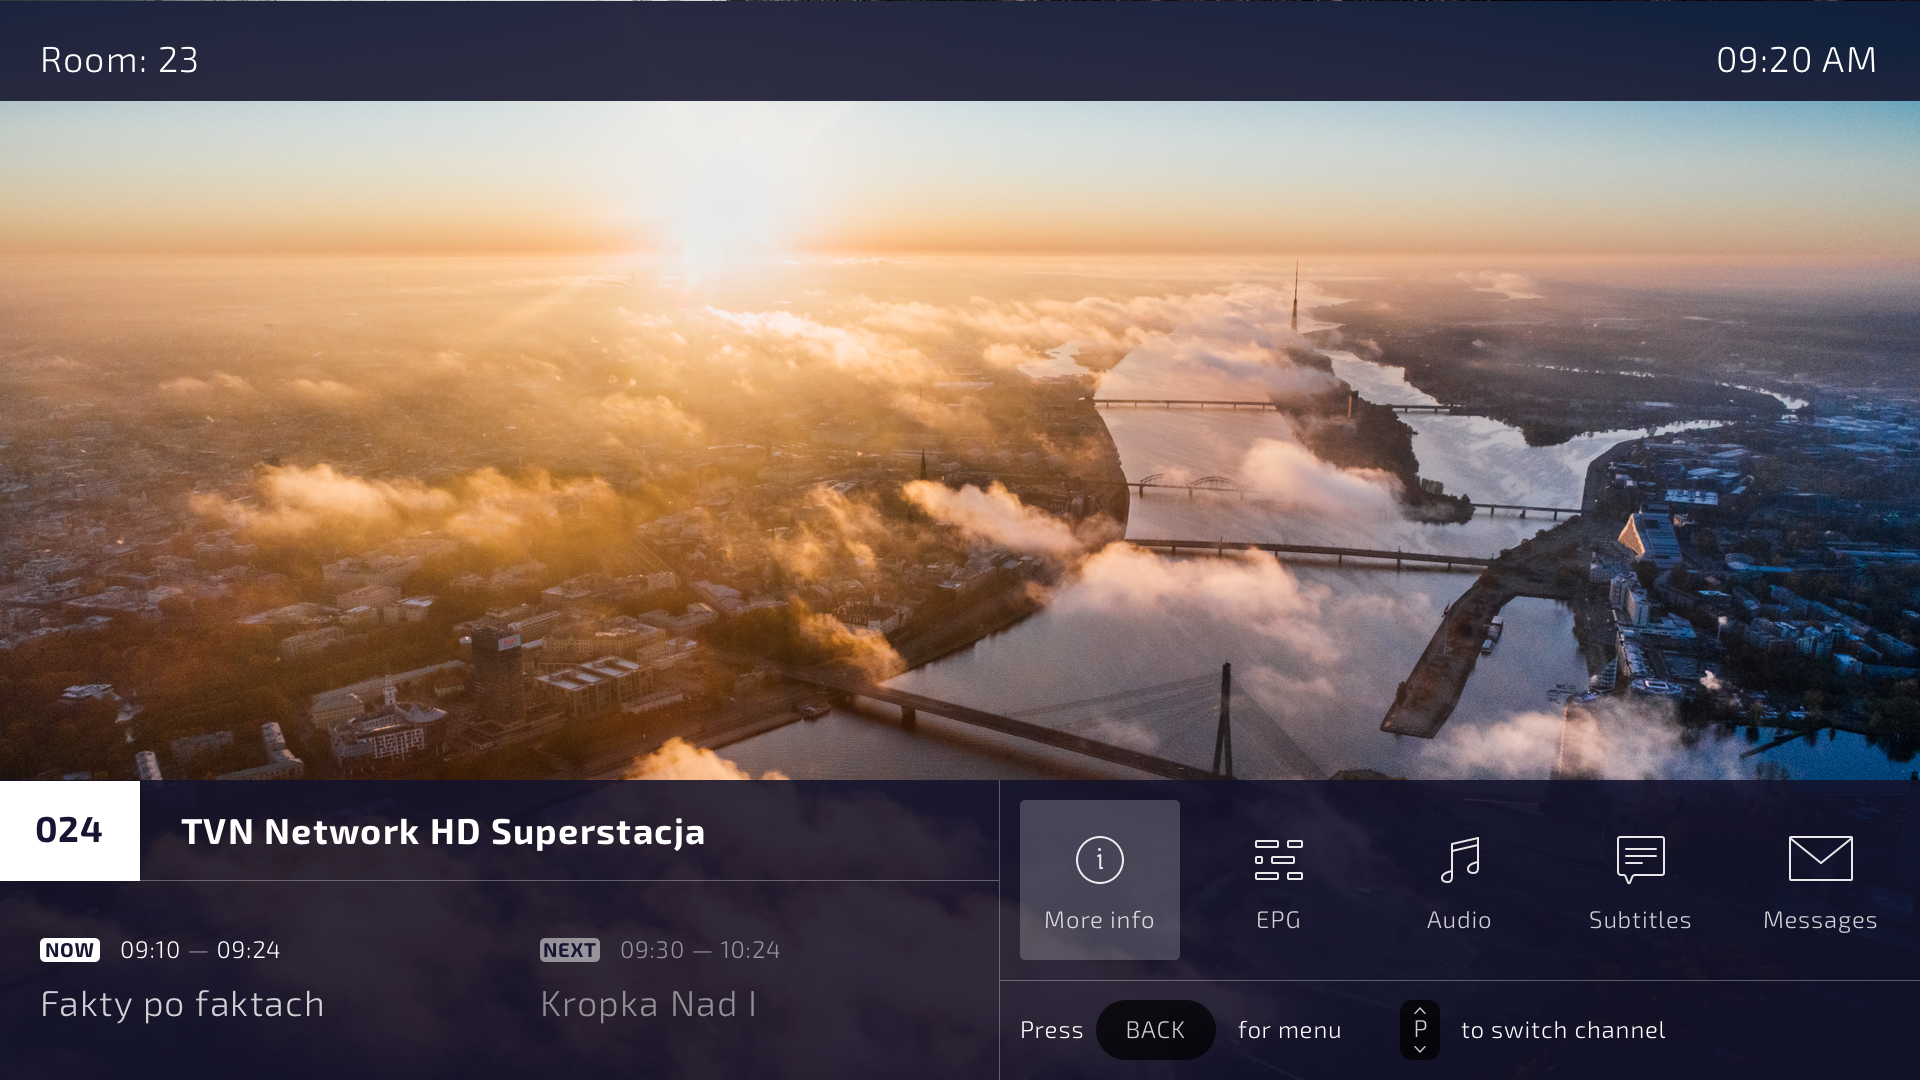 Room: 23
09:20 AM
024
TVN Network HD Superstacja
NOW 09:10 — 09:24
Fakty po faktach
NEXT 09:30 — 10:24
Kropka Nad I
More info
EPG
Audio
Subtitles
Messages
Press BACK for menu
P to switch channel